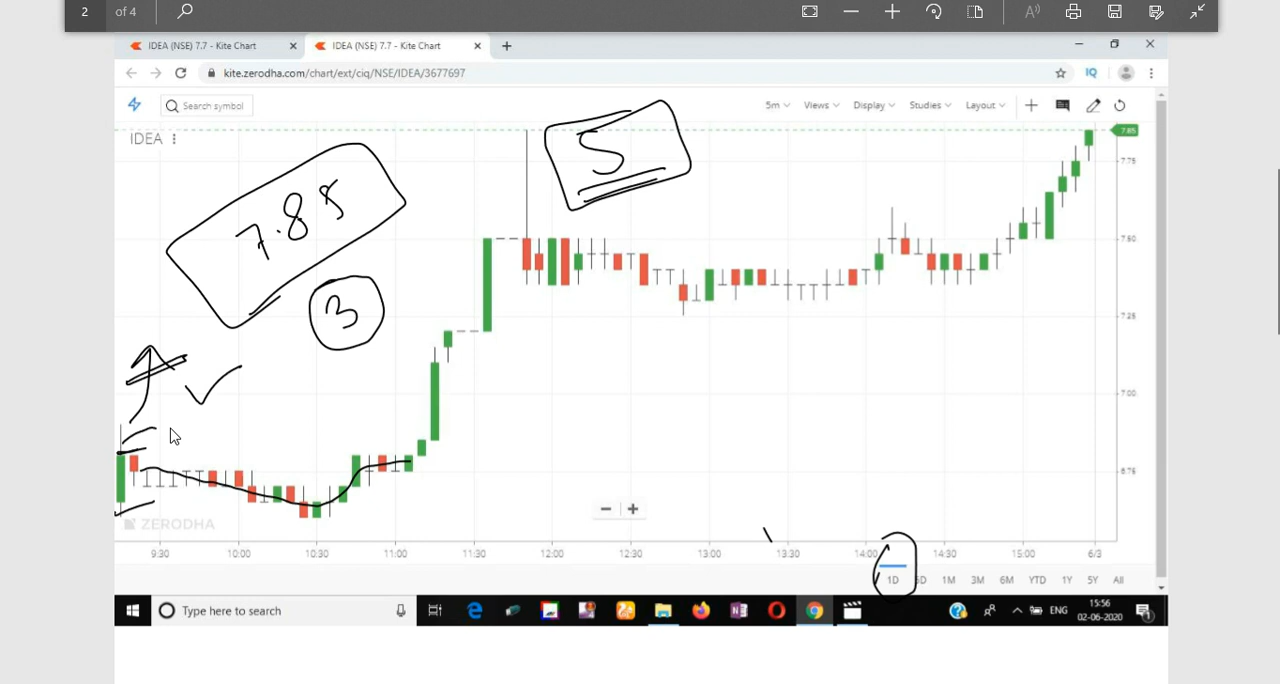 2 of 4
IDEA (NSE) 7.7 - Kite Chart
IDEA (NSE) 7.7 - Kite Chart
kite.zerodha.com/chart/ext/ciq/NSE/IDEA/3677697
Search symbol
5m Views Display Studies Layout
IDEA
7.85
7.75
7.50
7.25
7.00
6.75
7.85
3
5
ZERODHA
9:30 10:00 10:30 11:00 11:30 12:00 12:30 13:00 13:30 14:00 14:30 15:00 6/3
1D 5D 1M 3M 6M YTD 1Y 5Y All
Type here to search
ENG
15:56
02-06-2020